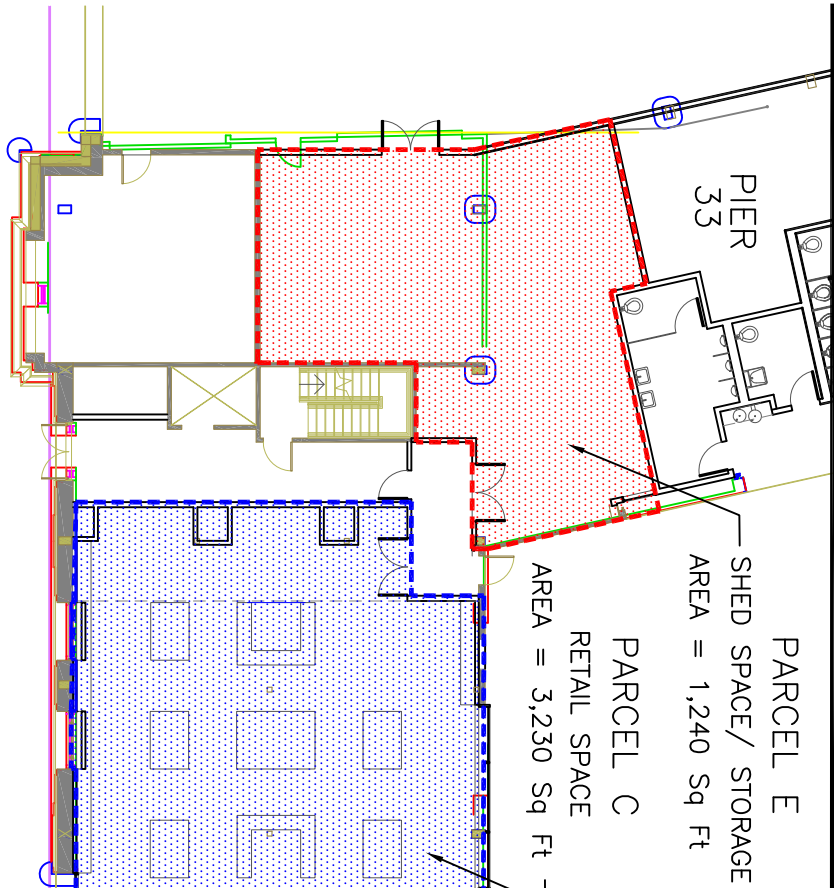 PIER
33
PARCEL E
SHED SPACE/ STORAGE
AREA = 1,240 Sq Ft
PARCEL C
RETAIL SPACE
AREA = 3,230 Sq Ft -